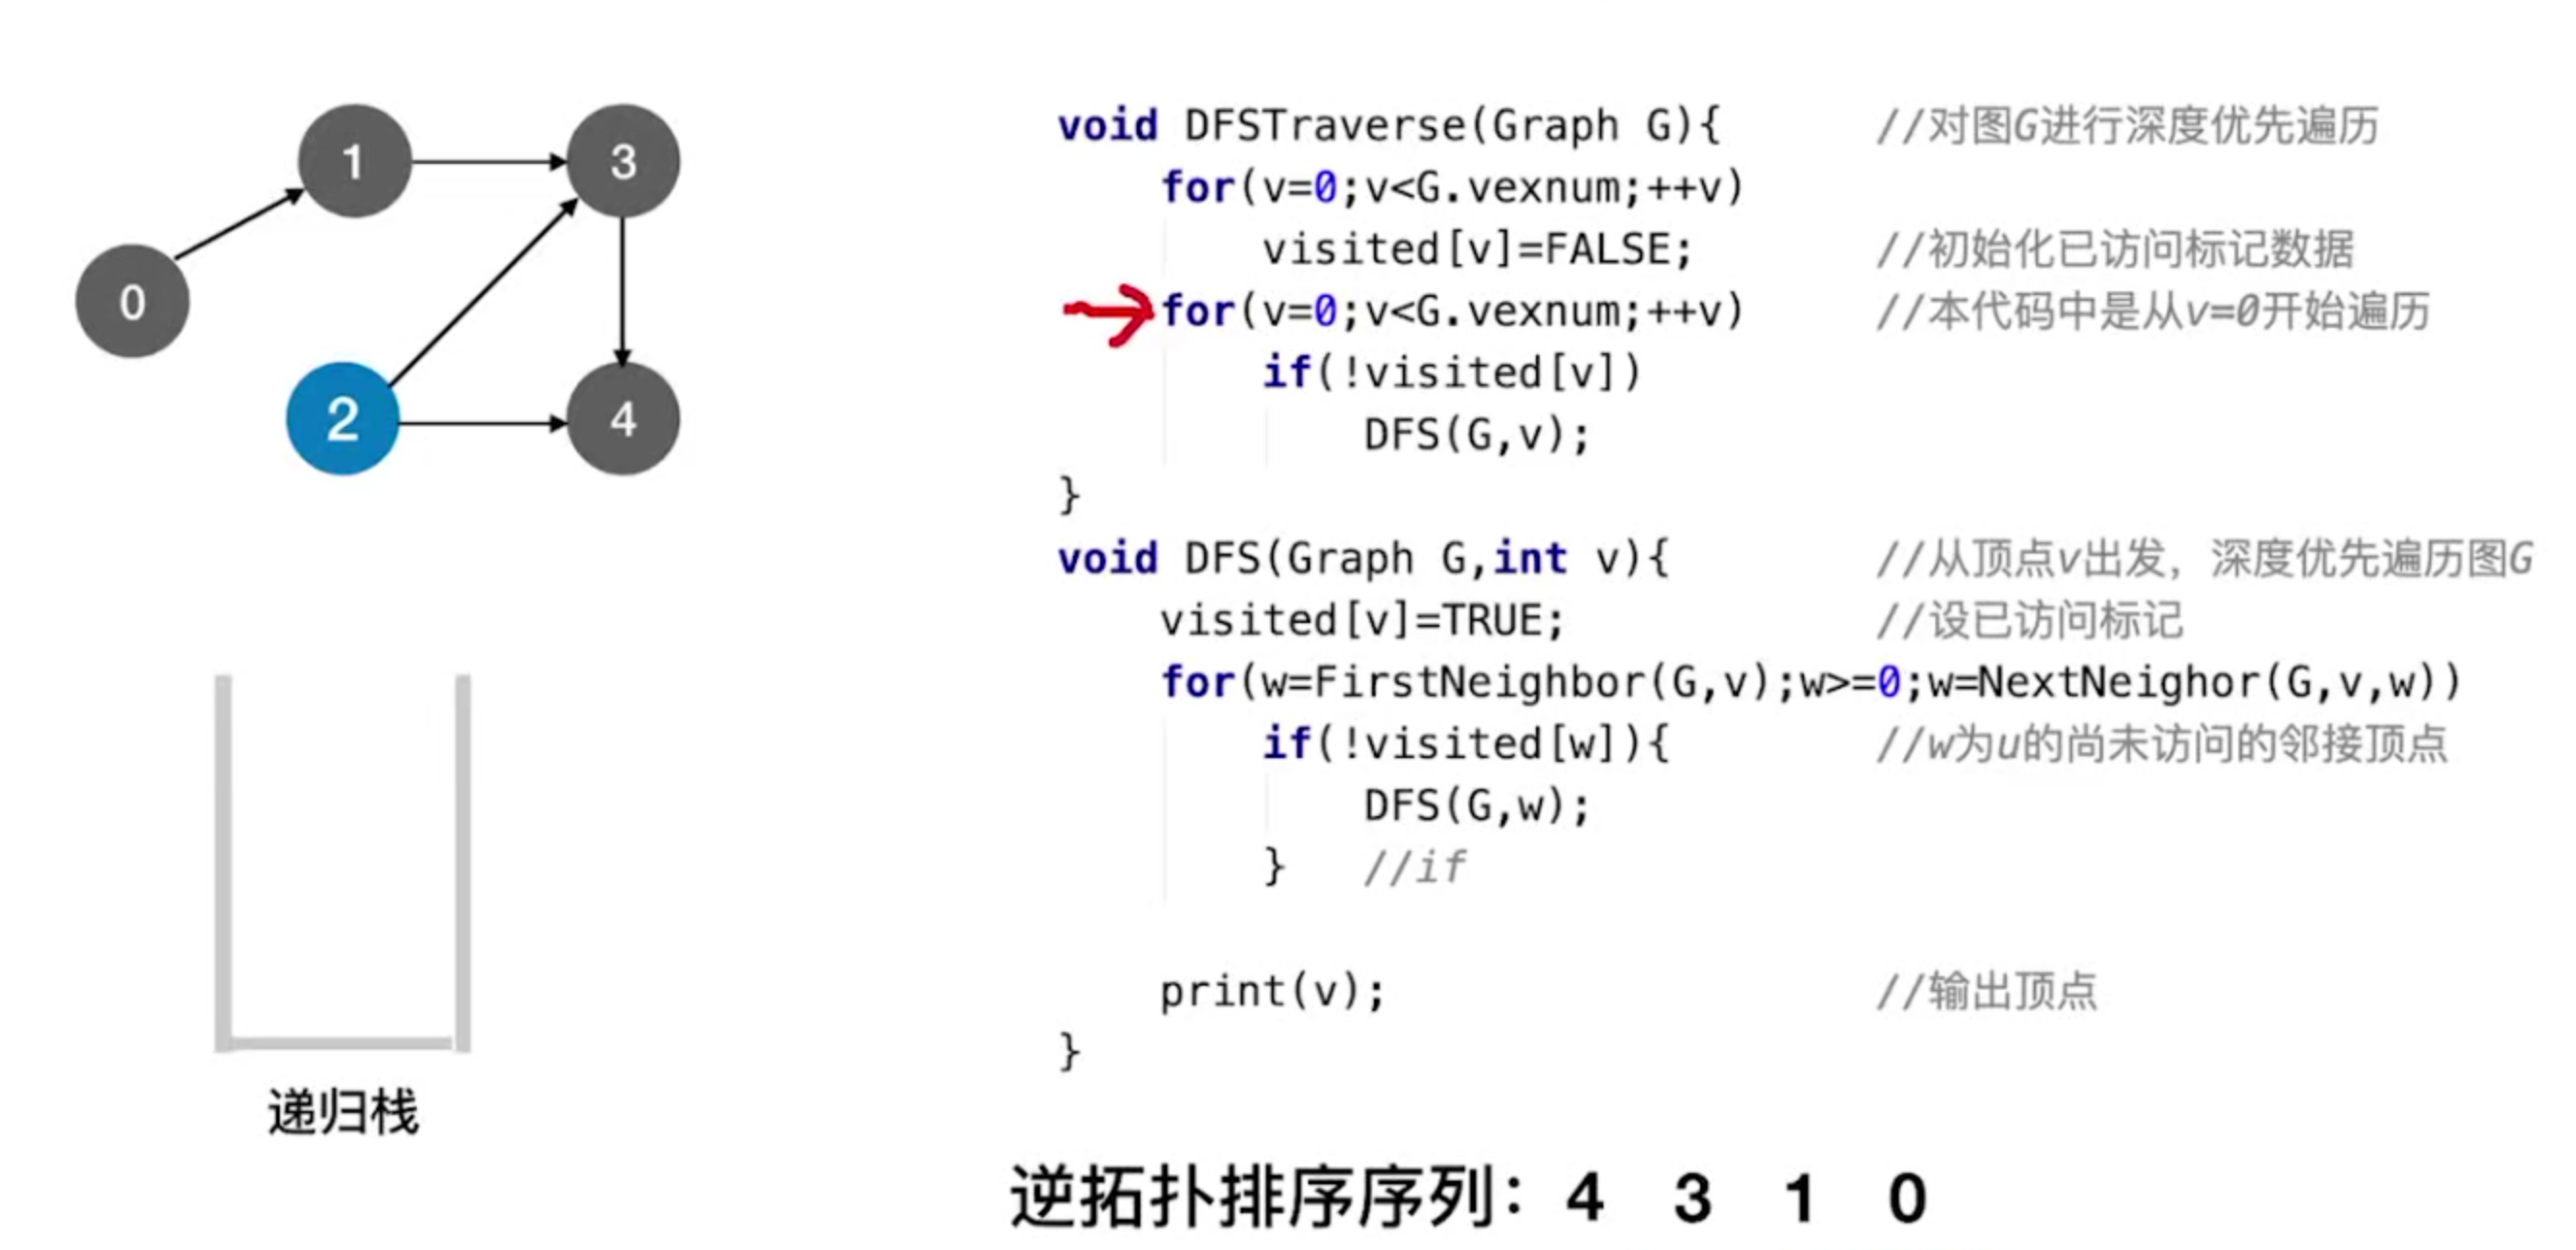 1
3
0
2
4
递归栈
void DFSTraverse(Graph G){ //对图G进行深度优先遍历
for(v=0;v<G.vexnum;++v)
visited[v]=FALSE; //初始化已访问标记数据
for(v=0;v<G.vexnum;++v) //本代码中是从v=0开始遍历
if(!visited[v])
DFS(G,v);
}
void DFS(Graph G,int v){ //从顶点v出发，深度优先遍历图G
visited[v]=TRUE; //设已访问标记
for(w=FirstNeighbor(G,v);w>=0;w=NextNeighor(G,v,w))
if(!visited[w]){ //w为u的尚未访问的邻接顶点
DFS(G,w);
} //if
print(v); //输出顶点
}
逆拓扑排序序列：4 3 1 0